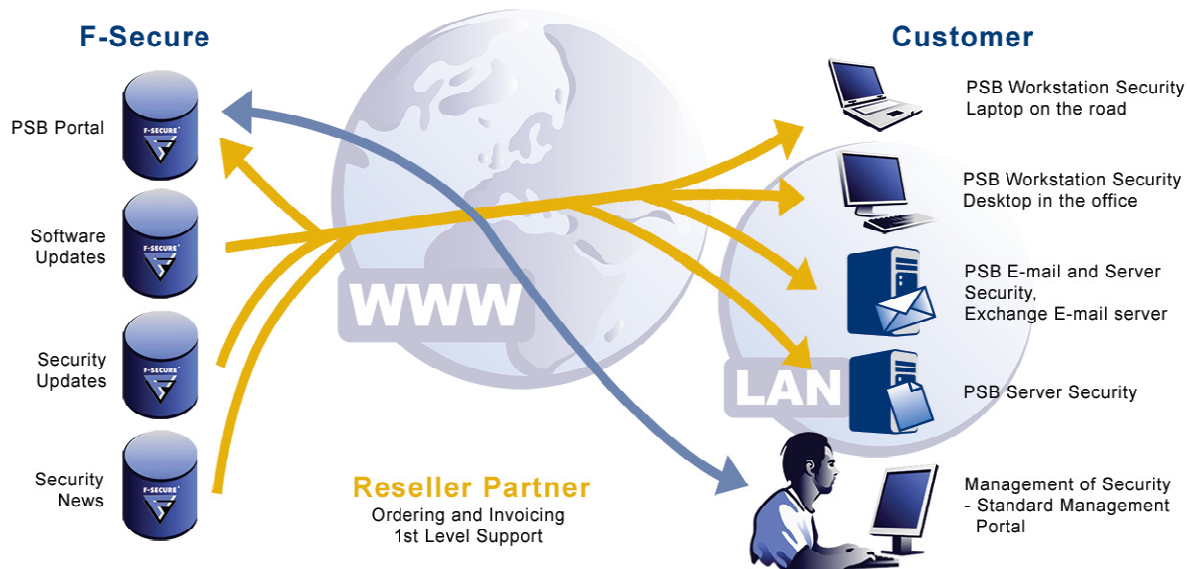 F-Secure
PSB Portal
F-SECURE
Software
Updates
F-SECURE
Security
Updates
F-SECURE
Security
News
F-SECURE
WWW
LAN
Reseller Partner
Ordering and Invoicing
1st Level Support
Customer
PSB Workstation Security
Laptop on the road
PSB Workstation Security
Desktop in the office
PSB E-mail and Server
Security,
Exchange E-mail server
PSB Server Security
Management of Security
- Standard Management
Portal